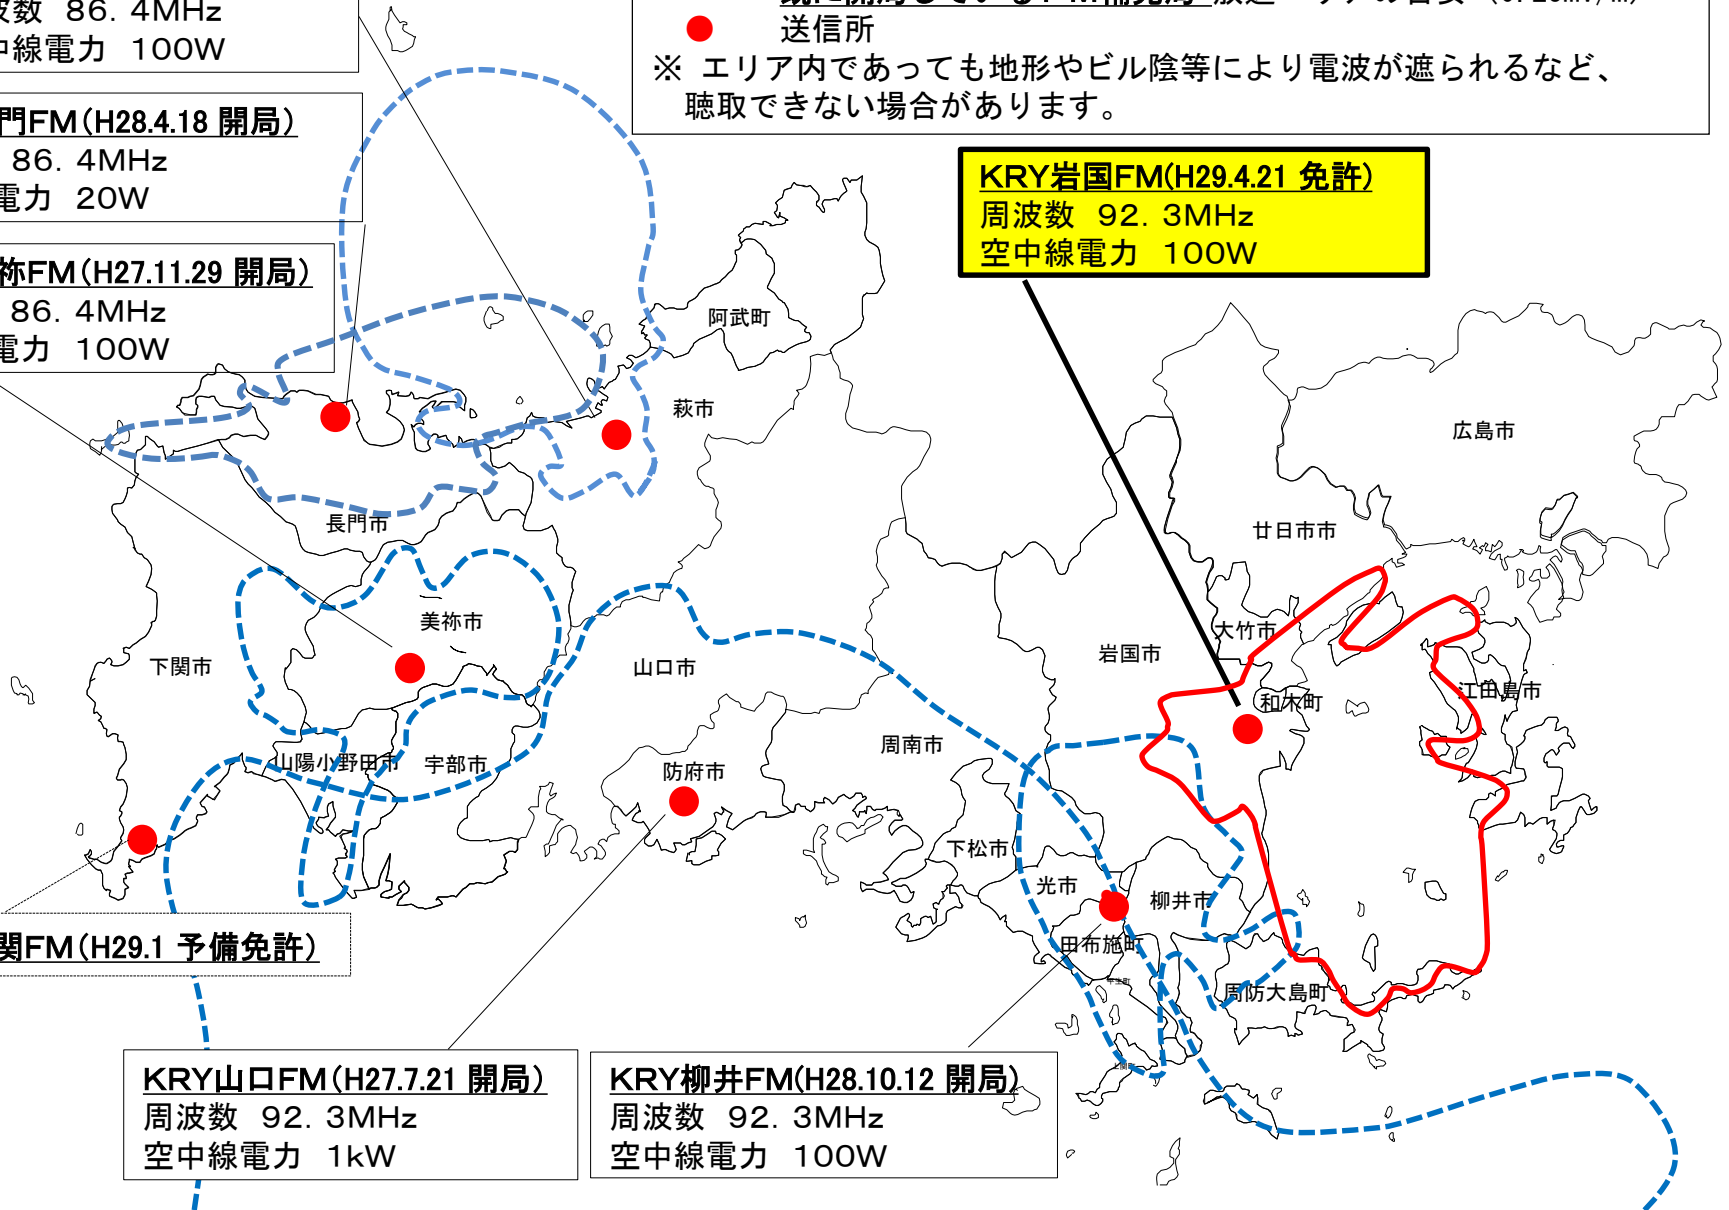 周波数 86.4MHz
空中線電力 100W
送信所
※ エリア内であっても地形やビル陰等により電波が遮られるなど、
聴取できない場合があります。
門FM(H28.4.18 開局)
86.4MHz
電力 20W
KRY岩国FM(H29.4.21 免許)
周波数 92.3MHz
空中線電力 100W
祢FM(H27.11.29 開局)
86.4MHz
電力 100W
阿武町
萩市
広島市
長門市
廿日市市
美祢市
大竹市
岩国市
下関市
山口市
江田島市
和木町
周南市
山陽小野田市
宇部市
防府市
下松市
光市
柳井市
田布施町
周防大島町
関FM(H29.1 予備免許)
KRY山口FM(H27.7.21 開局)
周波数 92.3MHz
空中線電力 1kW
KRY柳井FM(H28.10.12 開局)
周波数 92.3MHz
空中線電力 100W